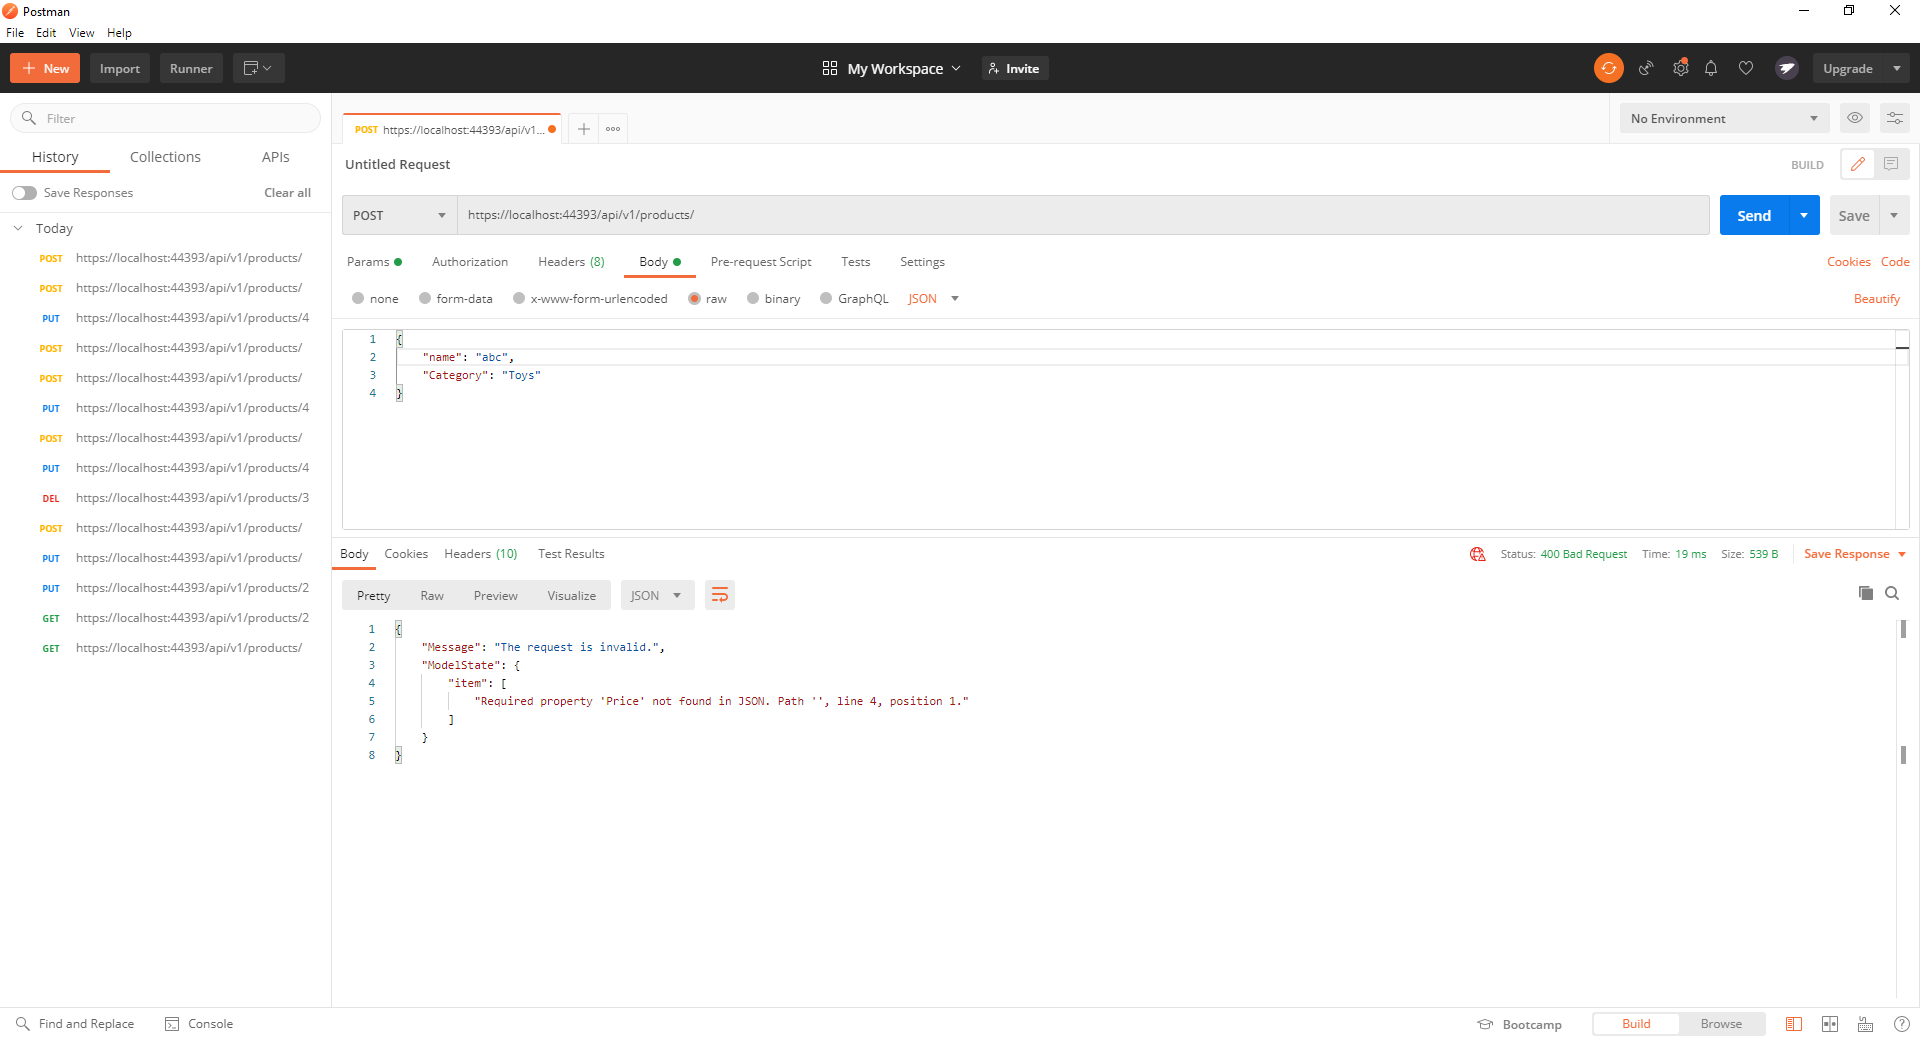 Postman
File Edit View Help
New Import Runner My Workspace Invite Upgrade
Filter
History Collections APIs
Save Responses Clear all
Today
POST https://localhost:44393/api/v1/products/
POST https://localhost:44393/api/v1/products/
PUT https://localhost:44393/api/v1/products/4
POST https://localhost:44393/api/v1/products/
POST https://localhost:44393/api/v1/products/
PUT https://localhost:44393/api/v1/products/4
POST https://localhost:44393/api/v1/products/
PUT https://localhost:44393/api/v1/products/4
DEL https://localhost:44393/api/v1/products/3
POST https://localhost:44393/api/v1/products/
PUT https://localhost:44393/api/v1/products/
PUT https://localhost:44393/api/v1/products/2
GET https://localhost:44393/api/v1/products/2
GET https://localhost:44393/api/v1/products/
POST https://localhost:44393/api/v1...
No Environment
Untitled Request BUILD
POST https://localhost:44393/api/v1/products/ Send Save
Params Authorization Headers (8) Body Pre-request Script Tests Settings Cookies Code
none form-data x-www-form-urlencoded raw binary GraphQL JSON Beautify
1 {
2 "name": "abc",
3 "Category": "Toys"
4 }
Body Cookies Headers (10) Test Results Status: 400 Bad Request Time: 19 ms Size: 539 B Save Response
Pretty Raw Preview Visualize JSON
1 {
2 "Message": "The request is invalid.",
3 "ModelState": {
4 "item": [
5 "Required property 'Price' not found in JSON. Path '', line 4, position 1."
6 ]
7 }
8 }
Find and Replace Console Bootcamp Build Browse